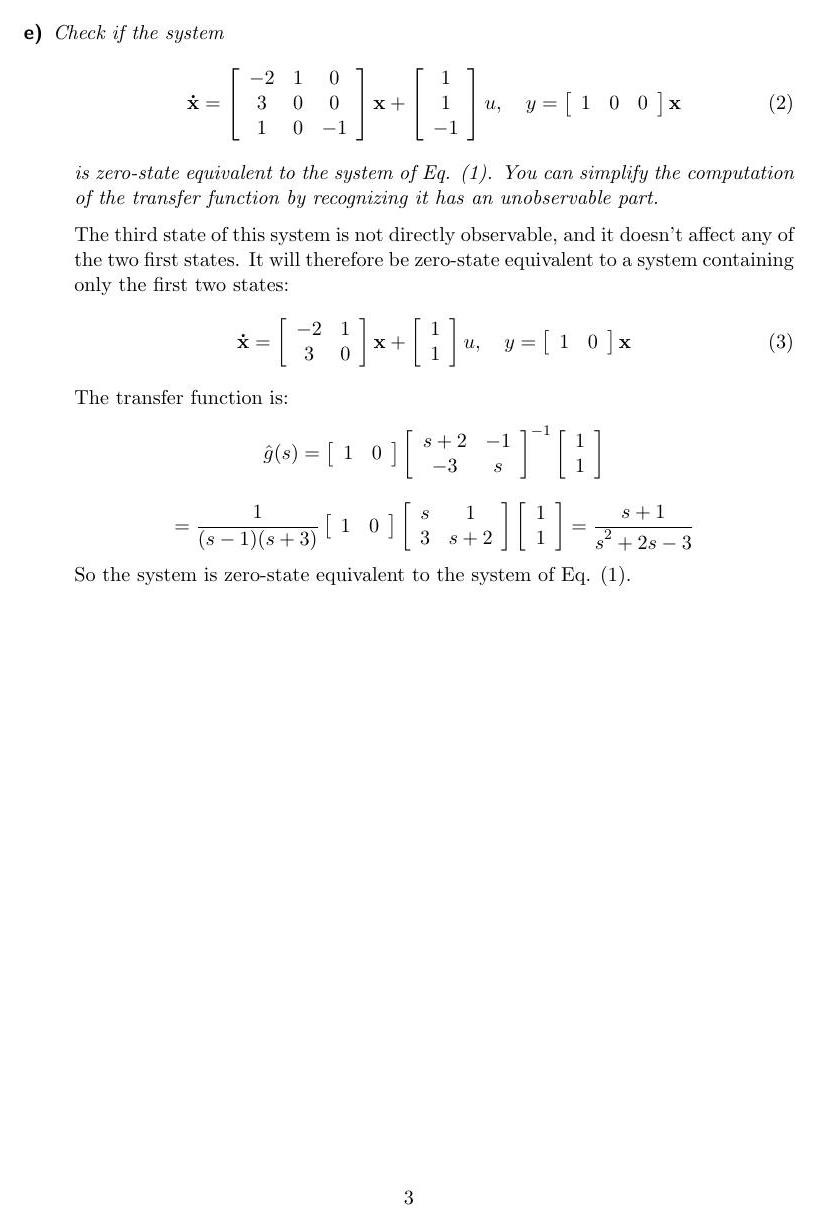 e) Check if the system
ẋ = [ −2 1 0 ; 3 0 0 ; 1 0 −1 ] x + [ 1 ; 1 ; −1 ] u, y = [ 1 0 0 ] x (2)
is zero-state equivalent to the system of Eq. (1). You can simplify the computation
of the transfer function by recognizing it has an unobservable part.
The third state of this system is not directly observable, and it doesn't affect any of
the two first states. It will therefore be zero-state equivalent to a system containing
only the first two states:
ẋ = [ −2 1 ; 3 0 ] x + [ 1 ; 1 ] u, y = [ 1 0 ] x (3)
The transfer function is:
ĝ(s) = [ 1 0 ] [ s + 2 −1 ; −3 s ]⁻¹ [ 1 ; 1 ]
= 1 / ((s − 1)(s + 3)) [ 1 0 ] [ s 1 ; 3 s + 2 ] [ 1 ; 1 ] = (s + 1) / (s² + 2s − 3)
So the system is zero-state equivalent to the system of Eq. (1).
3